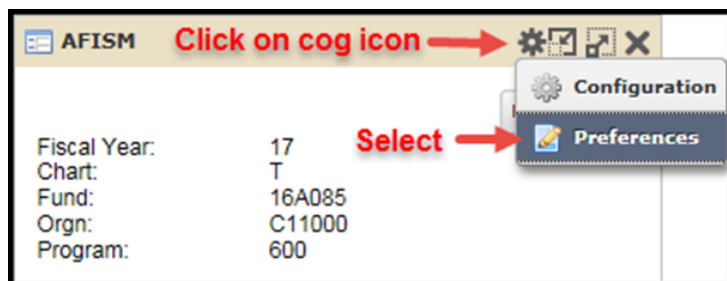 AFISM Click on cog icon
Configuration
Select Preferences
Fiscal Year: 17
Chart: T
Fund: 16A085
Orgn: C11000
Program: 600